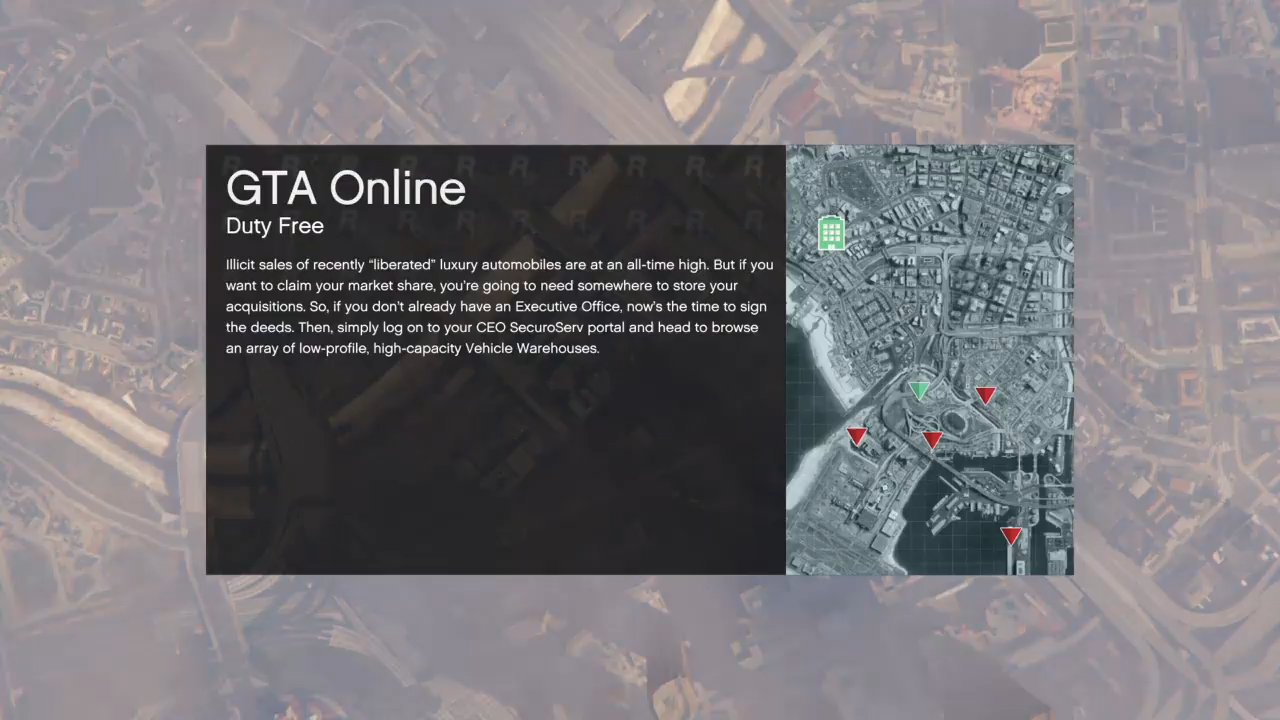 GTA Online
Duty Free
Illicit sales of recently “liberated” luxury automobiles are at an all-time high. But if you
want to claim your market share, you’re going to need somewhere to store your
acquisitions. So, if you don’t already have an Executive Office, now’s the time to sign
the deeds. Then, simply log on to your CEO SecuroServ portal and head to browse
an array of low-profile, high-capacity Vehicle Warehouses.